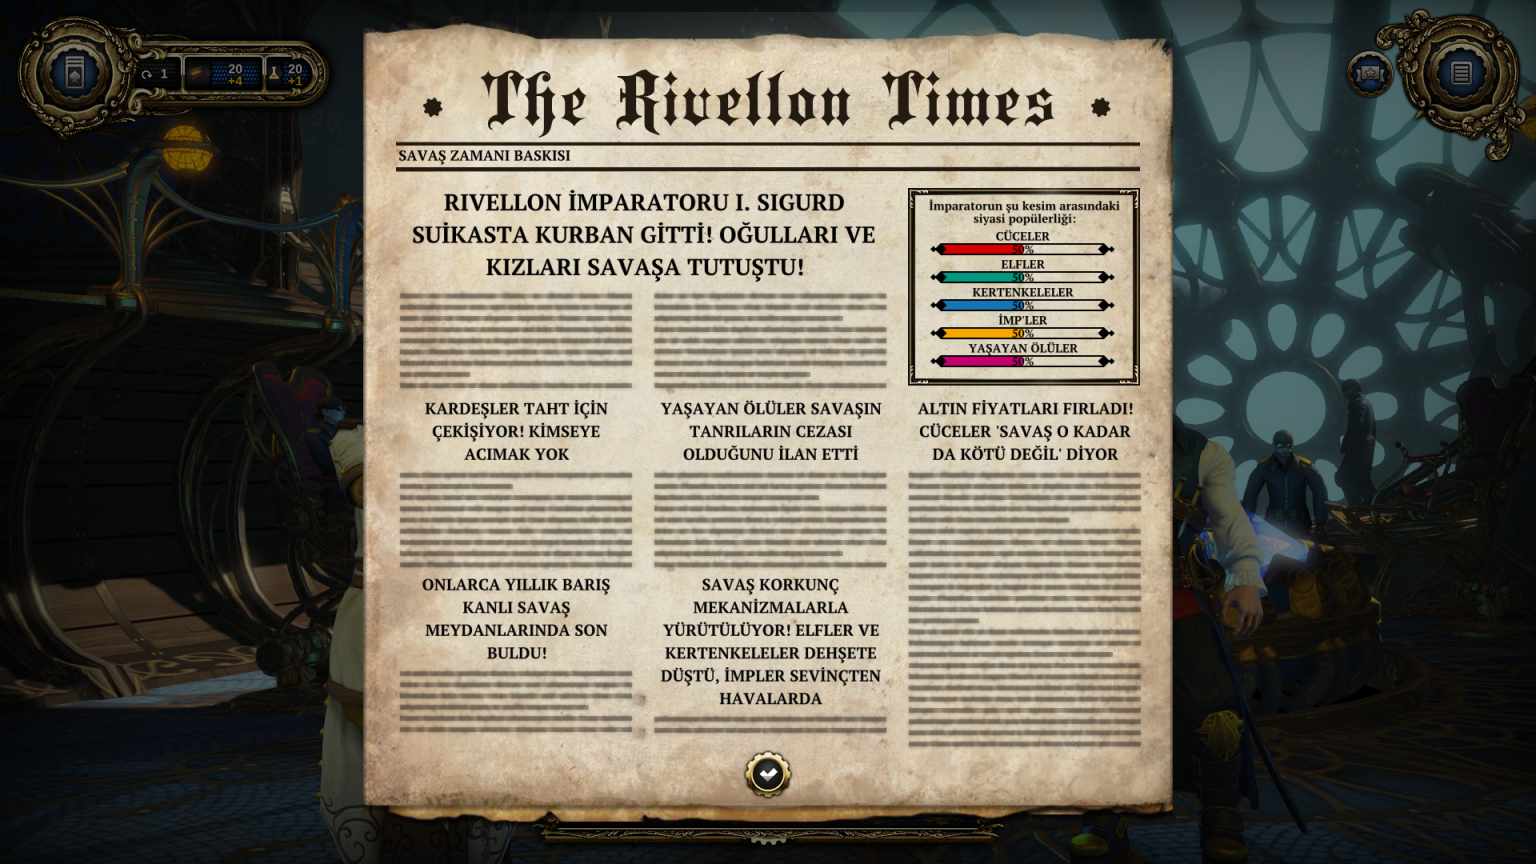 1
20
+4
20
+1
The Rivellon Times
SAVAŞ ZAMANI BASKISI
RIVELLON İMPARATORU I. SIGURD
SUİKASTA KURBAN GİTTİ! OĞULLARI VE
KIZLARI SAVAŞA TUTUŞTU!
İmparatorun şu kesim arasındaki
siyasi popülerliği:
CÜCELER
50%
ELFLER
50%
KERTENKELELER
50%
İMP'LER
50%
YAŞAYAN ÖLÜLER
50%
KARDEŞLER TAHT İÇİN
ÇEKİŞİYOR! KİMSEYE
ACIMAK YOK
YAŞAYAN ÖLÜLER SAVAŞIN
TANRILARIN CEZASI
OLDUĞUNU İLAN ETTİ
ALTIN FİYATLARI FIRLADI!
CÜCELER 'SAVAŞ O KADAR
DA KÖTÜ DEĞİL' DİYOR
ONLARCA YILLIK BARIŞ
KANLI SAVAŞ
MEYDANLARINDA SON
BULDU!
SAVAŞ KORKUNÇ
MEKANİZMALARLA
YÜRÜTÜLÜYOR! ELFLER VE
KERTENKELELER DEHŞETE
DÜŞTÜ, İMPLER SEVİNÇTEN
HAVALARDA